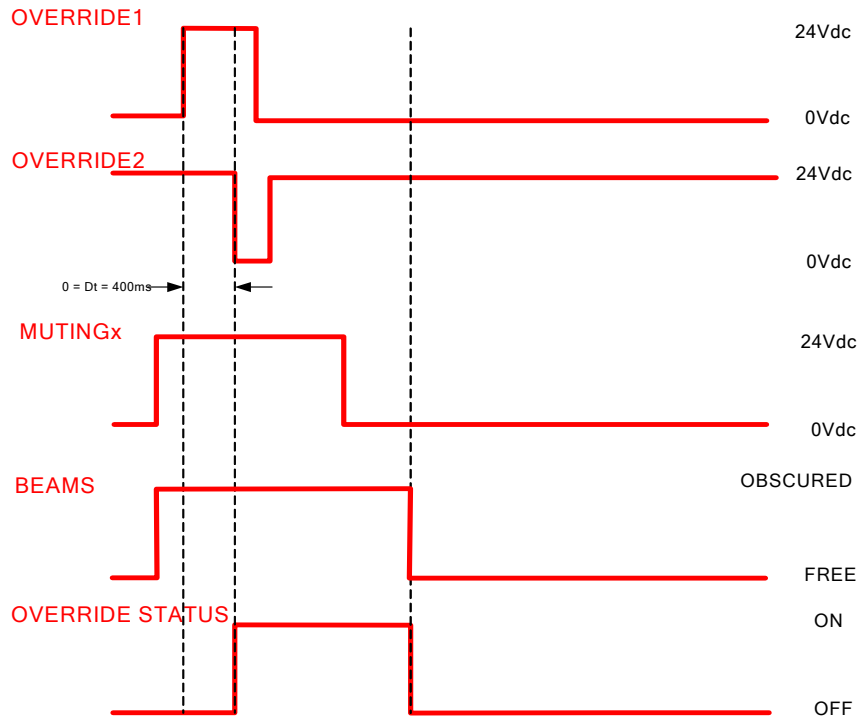 OVERRIDE1
24Vdc
0Vdc
OVERRIDE2
24Vdc
0Vdc
0 = Dt = 400ms
MUTINGx
24Vdc
0Vdc
BEAMS
OBSCURED
FREE
OVERRIDE STATUS
ON
OFF